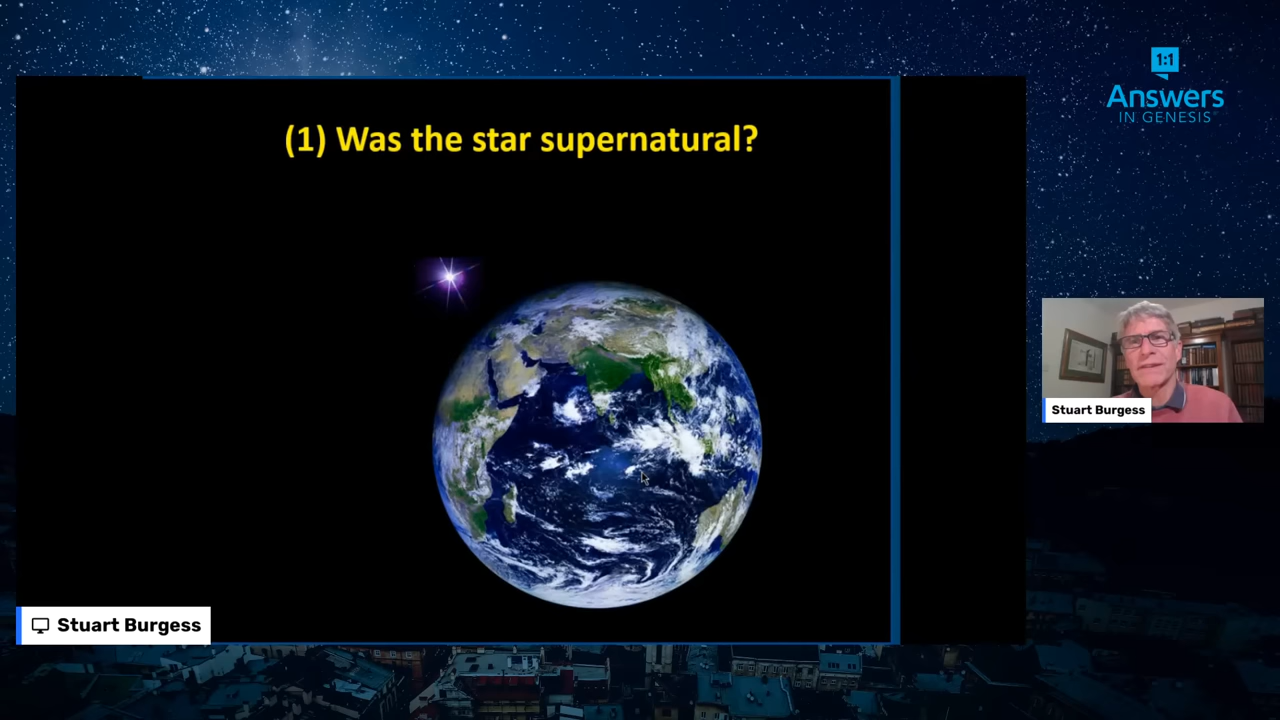 (1) Was the star supernatural?
1:1
Answers
IN GENESIS
Stuart Burgess
Stuart Burgess